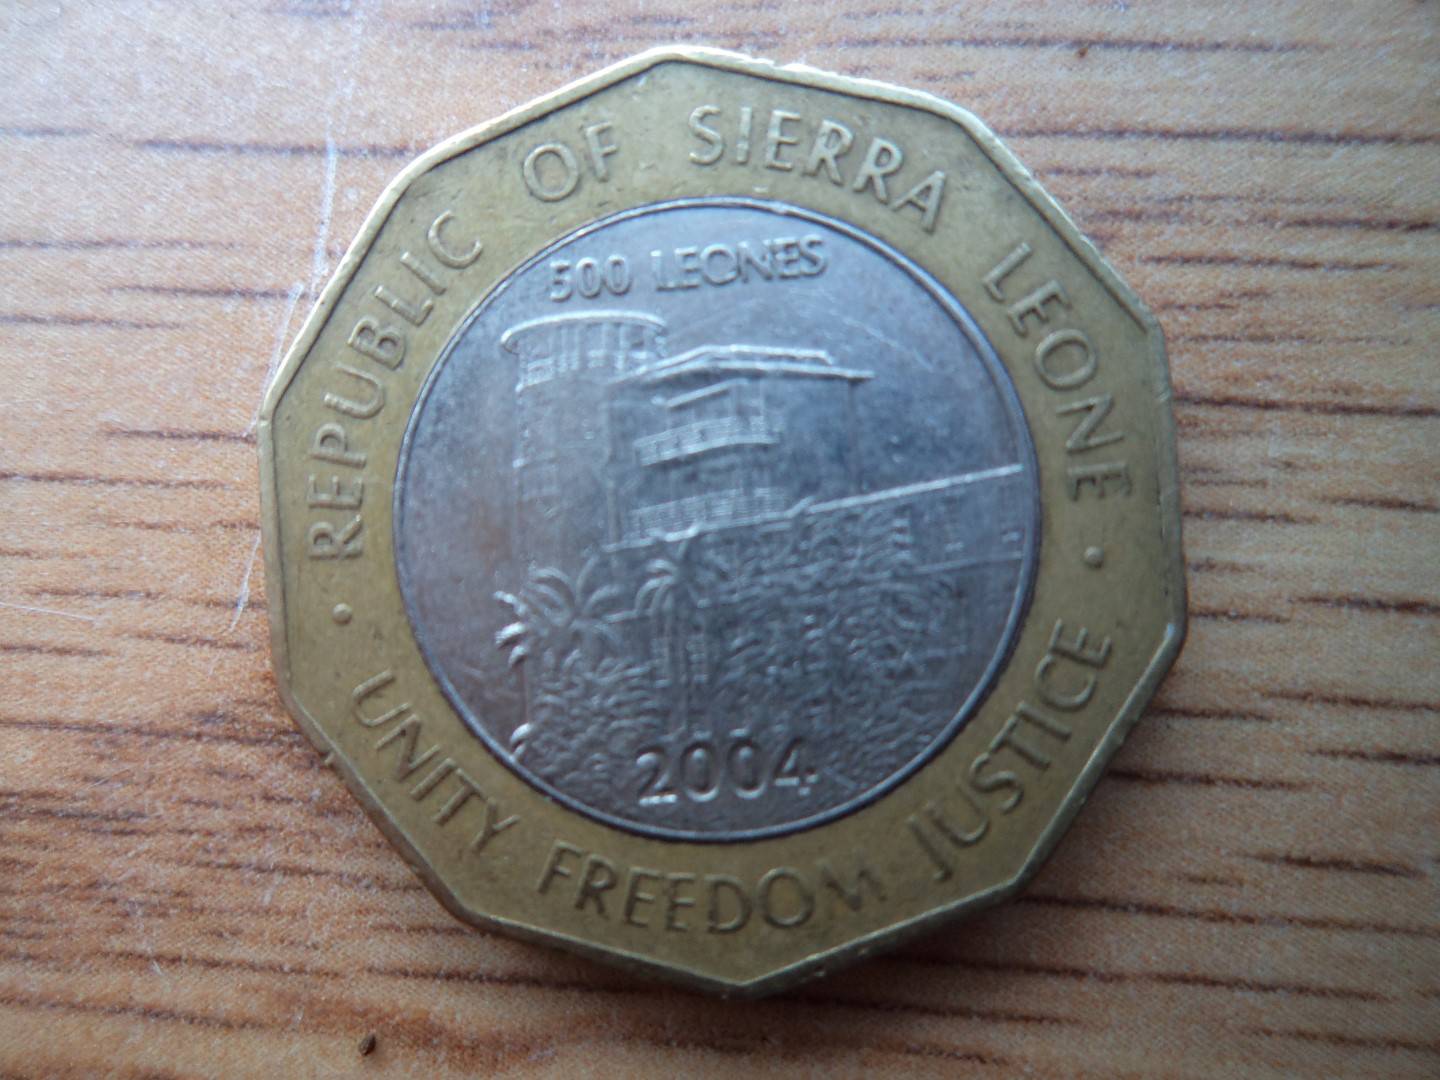 REPUBLIC OF SIERRA LEONE
500 LEONES
2004
UNITY FREEDOM JUSTICE